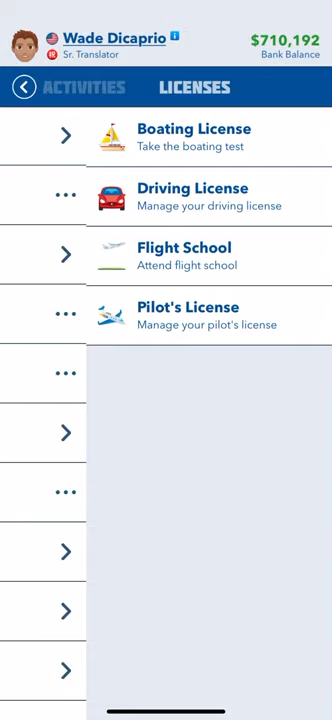 Wade Dicaprio
$710,192
Sr. Translator
Bank Balance
ACTIVITIES
LICENSES
Boating License
Take the boating test
Driving License
Manage your driving license
Flight School
Attend flight school
Pilot's License
Manage your pilot's license